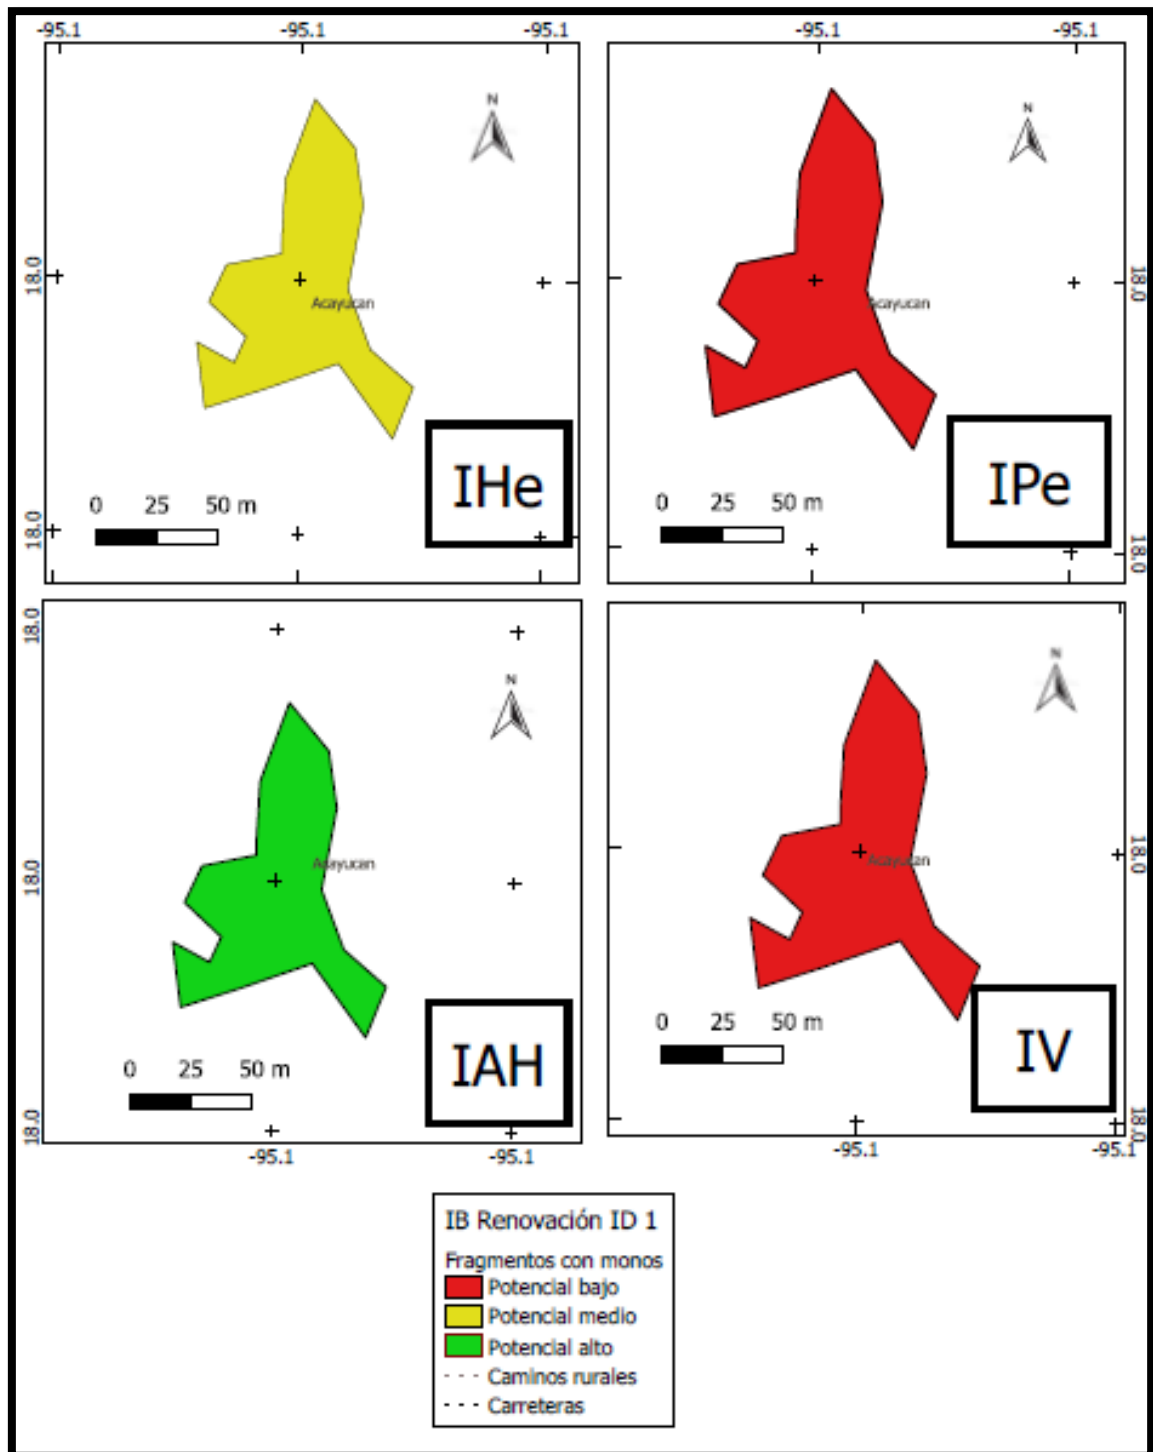 -95.1 -95.1 -95.1 -95.1 -95.1
N N
18.0 18.0
Acayucan Acayucan
IHe IPe
0 25 50 m 0 25 50 m
18.0 18.0
18.0
N N
Acayucan Acayucan
18.0 18.0
IAH IV
0 25 50 m 0 25 50 m
18.0 18.0
-95.1 -95.1 -95.1 -95.1
IB Renovación ID 1
Fragmentos con monos
Potencial bajo
Potencial medio
Potencial alto
Caminos rurales
Carreteras